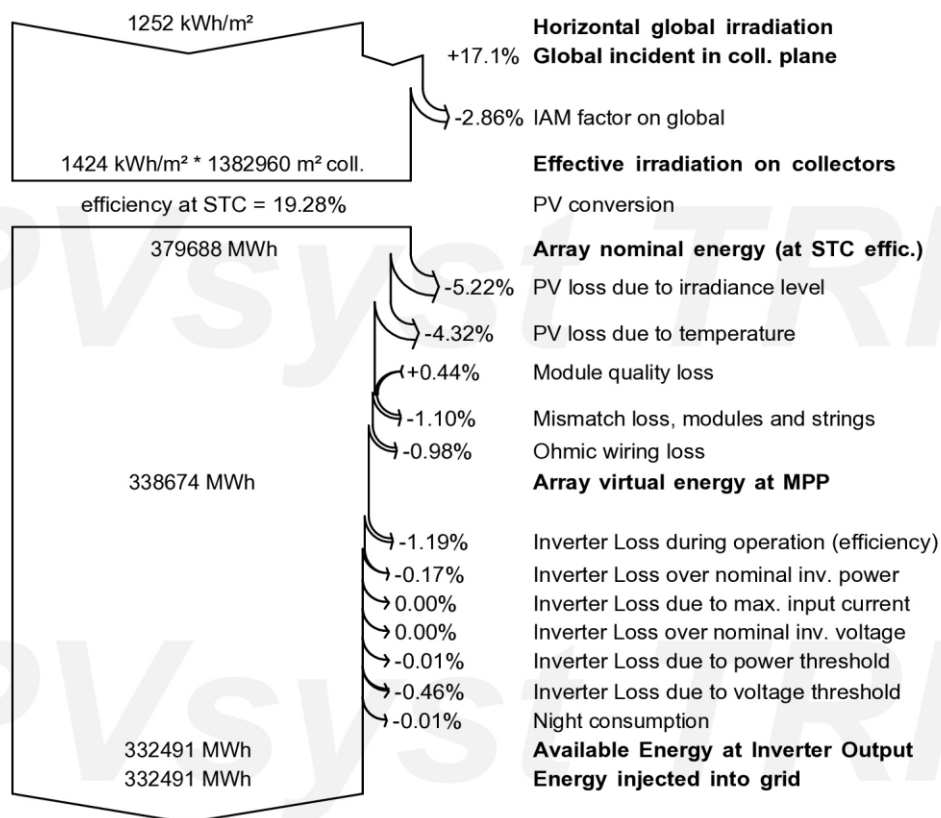 1252 kWh/m² Horizontal global irradiation
+17.1% Global incident in coll. plane
-2.86% IAM factor on global
1424 kWh/m² * 1382960 m² coll. Effective irradiation on collectors
efficiency at STC = 19.28% PV conversion
379688 MWh Array nominal energy (at STC effic.)
-5.22% PV loss due to irradiance level
-4.32% PV loss due to temperature
+0.44% Module quality loss
-1.10% Mismatch loss, modules and strings
-0.98% Ohmic wiring loss
338674 MWh Array virtual energy at MPP
-1.19% Inverter Loss during operation (efficiency)
-0.17% Inverter Loss over nominal inv. power
0.00% Inverter Loss due to max. input current
0.00% Inverter Loss over nominal inv. voltage
-0.01% Inverter Loss due to power threshold
-0.46% Inverter Loss due to voltage threshold
-0.01% Night consumption
332491 MWh Available Energy at Inverter Output
332491 MWh Energy injected into grid
PVsyst TRI
PVsyst TRI